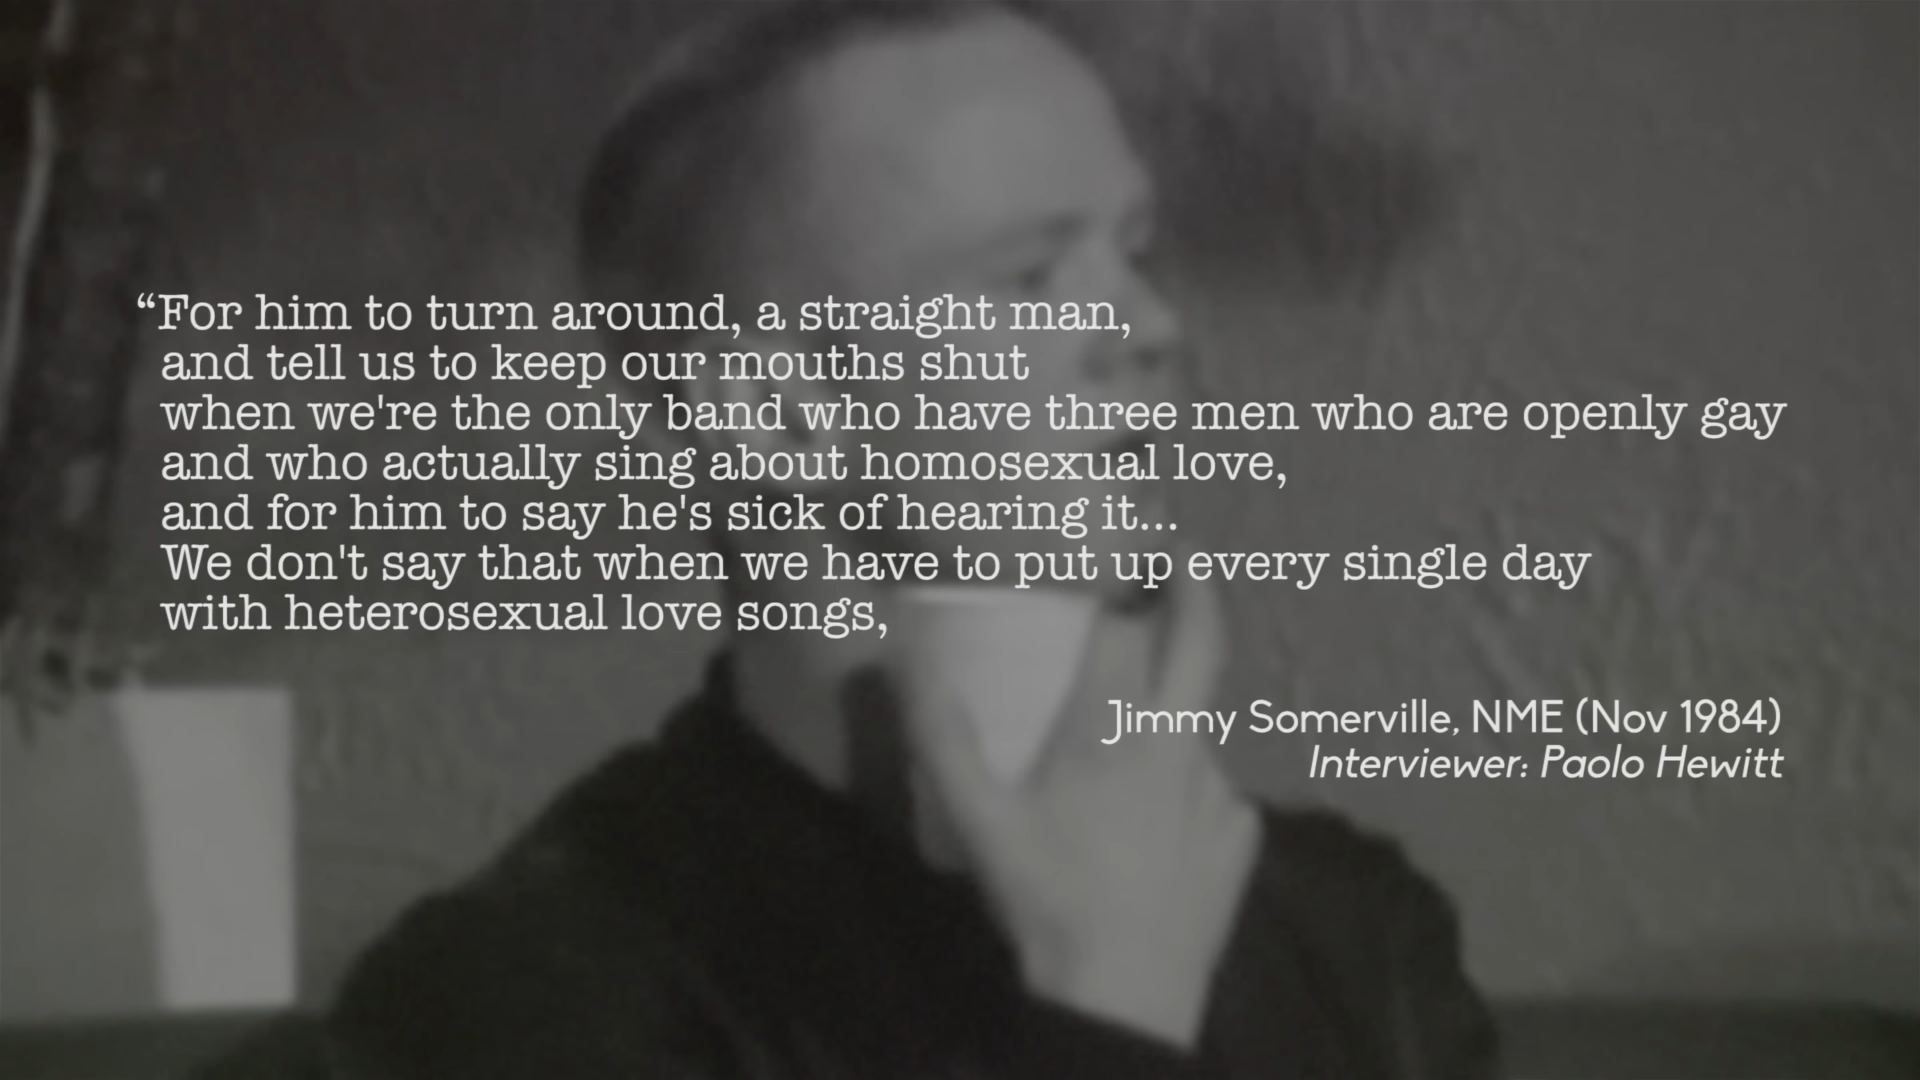 “For him to turn around, a straight man,
and tell us to keep our mouths shut
when we're the only band who have three men who are openly gay
and who actually sing about homosexual love,
and for him to say he's sick of hearing it...
We don't say that when we have to put up every single day
with heterosexual love songs,
Jimmy Somerville, NME (Nov 1984)
Interviewer: Paolo Hewitt